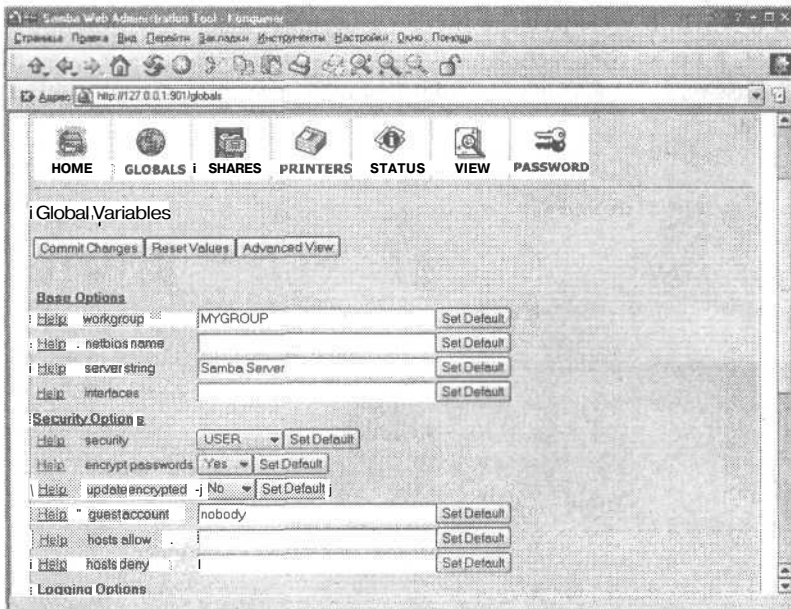 Samba Web Administration Tool - Konqueror
Страница Правка Вид Перейти Закладки Инструменты Настройки Окно Помощь
Адрес: http://127.0.0.1:901/globals
HOME GLOBALS i SHARES PRINTERS STATUS VIEW PASSWORD
i Global Variables
Commit Changes Reset Values Advanced View
Base Options
: Help workgroup MYGROUP Set Default
: Help . netbios name Set Default
i Help server string Samba Server Set Default
Help interfaces Set Default
Security Option s
Help security USER Set Default
Help encrypt passwords Yes Set Default
\ Help update encrypted -j No Set Default j
Help " guest account nobody Set Default
Help hosts allow . Set Default
i Help hosts deny Set Default
: Logging Options